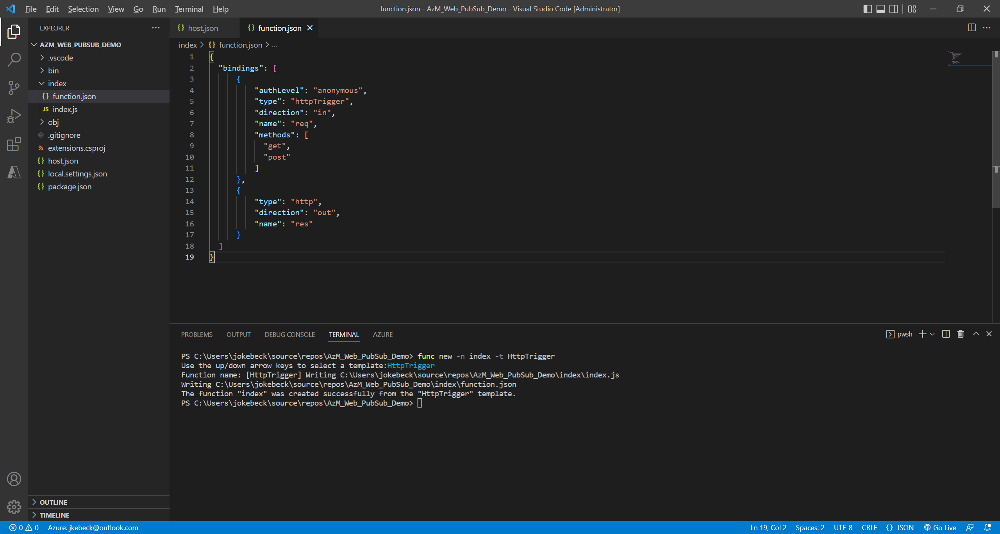 File Edit Selection View Go Run Terminal Help
function.json - AzM_Web_PubSub_Demo - Visual Studio Code [Administrator]
EXPLORER
AZM_WEB_PUBSUB_DEMO
.vscode
bin
index
{} function.json
JS index.js
obj
.gitignore
extensions.csproj
{} host.json
{} local.settings.json
{} package.json
OUTLINE
TIMELINE
{} host.json
{} function.json
index > {} function.json > ...
1 {
2 "bindings": [
3 {
4 "authLevel": "anonymous",
5 "type": "httpTrigger",
6 "direction": "in",
7 "name": "req",
8 "methods": [
9 "get",
10 "post"
11 ]
12 },
13 {
14 "type": "http",
15 "direction": "out",
16 "name": "res"
17 }
18 ]
19 }
PROBLEMS OUTPUT DEBUG CONSOLE TERMINAL AZURE
pwsh
PS C:\Users\jokebeck\source\repos\AzM_Web_PubSub_Demo> func new -n index -t HttpTrigger
Use the up/down arrow keys to select a template:HttpTrigger
Function name: [HttpTrigger] Writing C:\Users\jokebeck\source\repos\AzM_Web_PubSub_Demo\index\index.js
Writing C:\Users\jokebeck\source\repos\AzM_Web_PubSub_Demo\index\function.json
The function "index" was created successfully from the "HttpTrigger" template.
PS C:\Users\jokebeck\source\repos\AzM_Web_PubSub_Demo>
0 0 Azure: jkebeck@outlook.com
Ln 19, Col 2 Spaces: 2 UTF-8 CRLF {} JSON Go Live